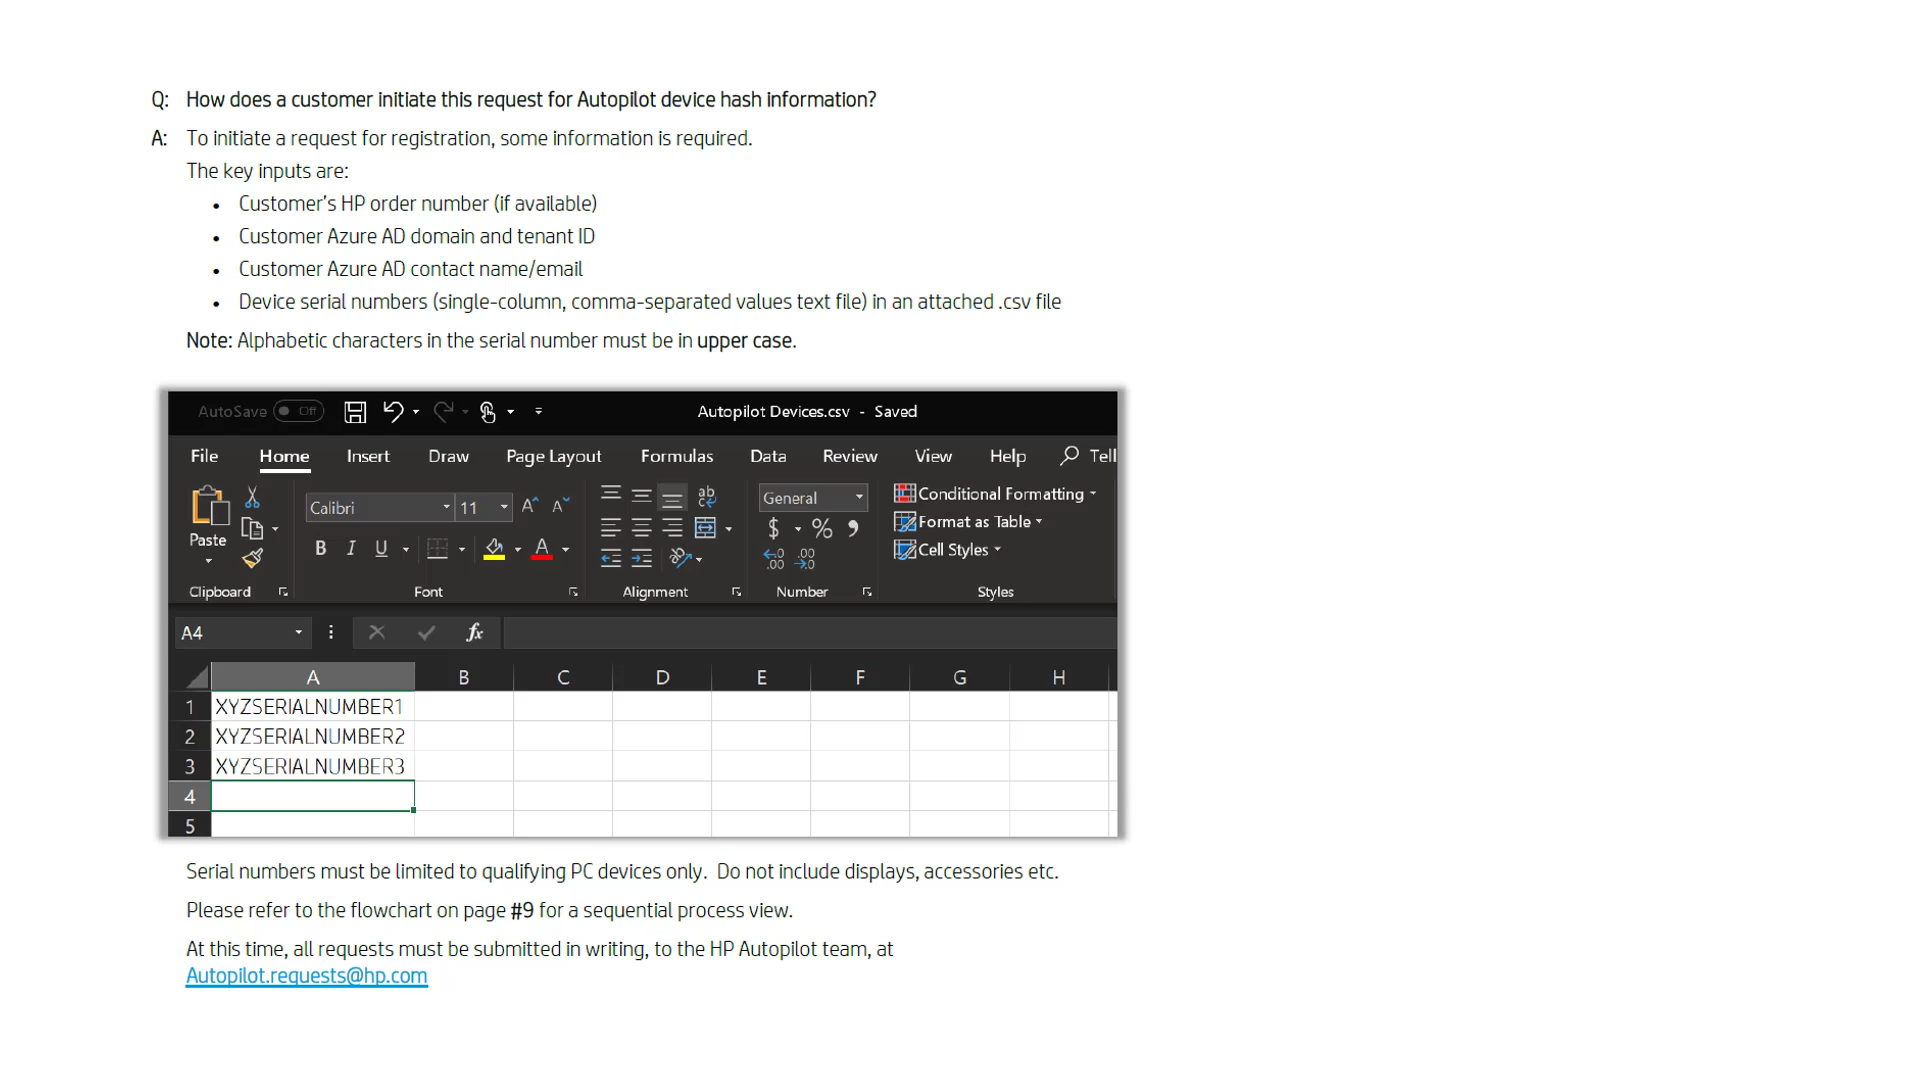 Q: How does a customer initiate this request for Autopilot device hash information?
A: To initiate a request for registration, some information is required.
The key inputs are:
• Customer's HP order number (if available)
• Customer Azure AD domain and tenant ID
• Customer Azure AD contact name/email
• Device serial numbers (single-column, comma-separated values text file) in an attached .csv file
Note: Alphabetic characters in the serial number must be in upper case.
AutoSave Off Autopilot Devices.csv - Saved
File Home Insert Draw Page Layout Formulas Data Review View Help Tell
Paste Calibri 11 A A ab c General Conditional Formatting
$ % , Format as Table
B I U A ab .00 .0 .00 .0 Cell Styles
Clipboard Font Alignment Number Styles
A4 fx
A B C D E F G H
1 XYZSERIALNUMBER1
2 XYZSERIALNUMBER2
3 XYZSERIALNUMBER3
4
5
Serial numbers must be limited to qualifying PC devices only. Do not include displays, accessories etc.
Please refer to the flowchart on page #9 for a sequential process view.
At this time, all requests must be submitted in writing, to the HP Autopilot team, at
Autopilot.requests@hp.com